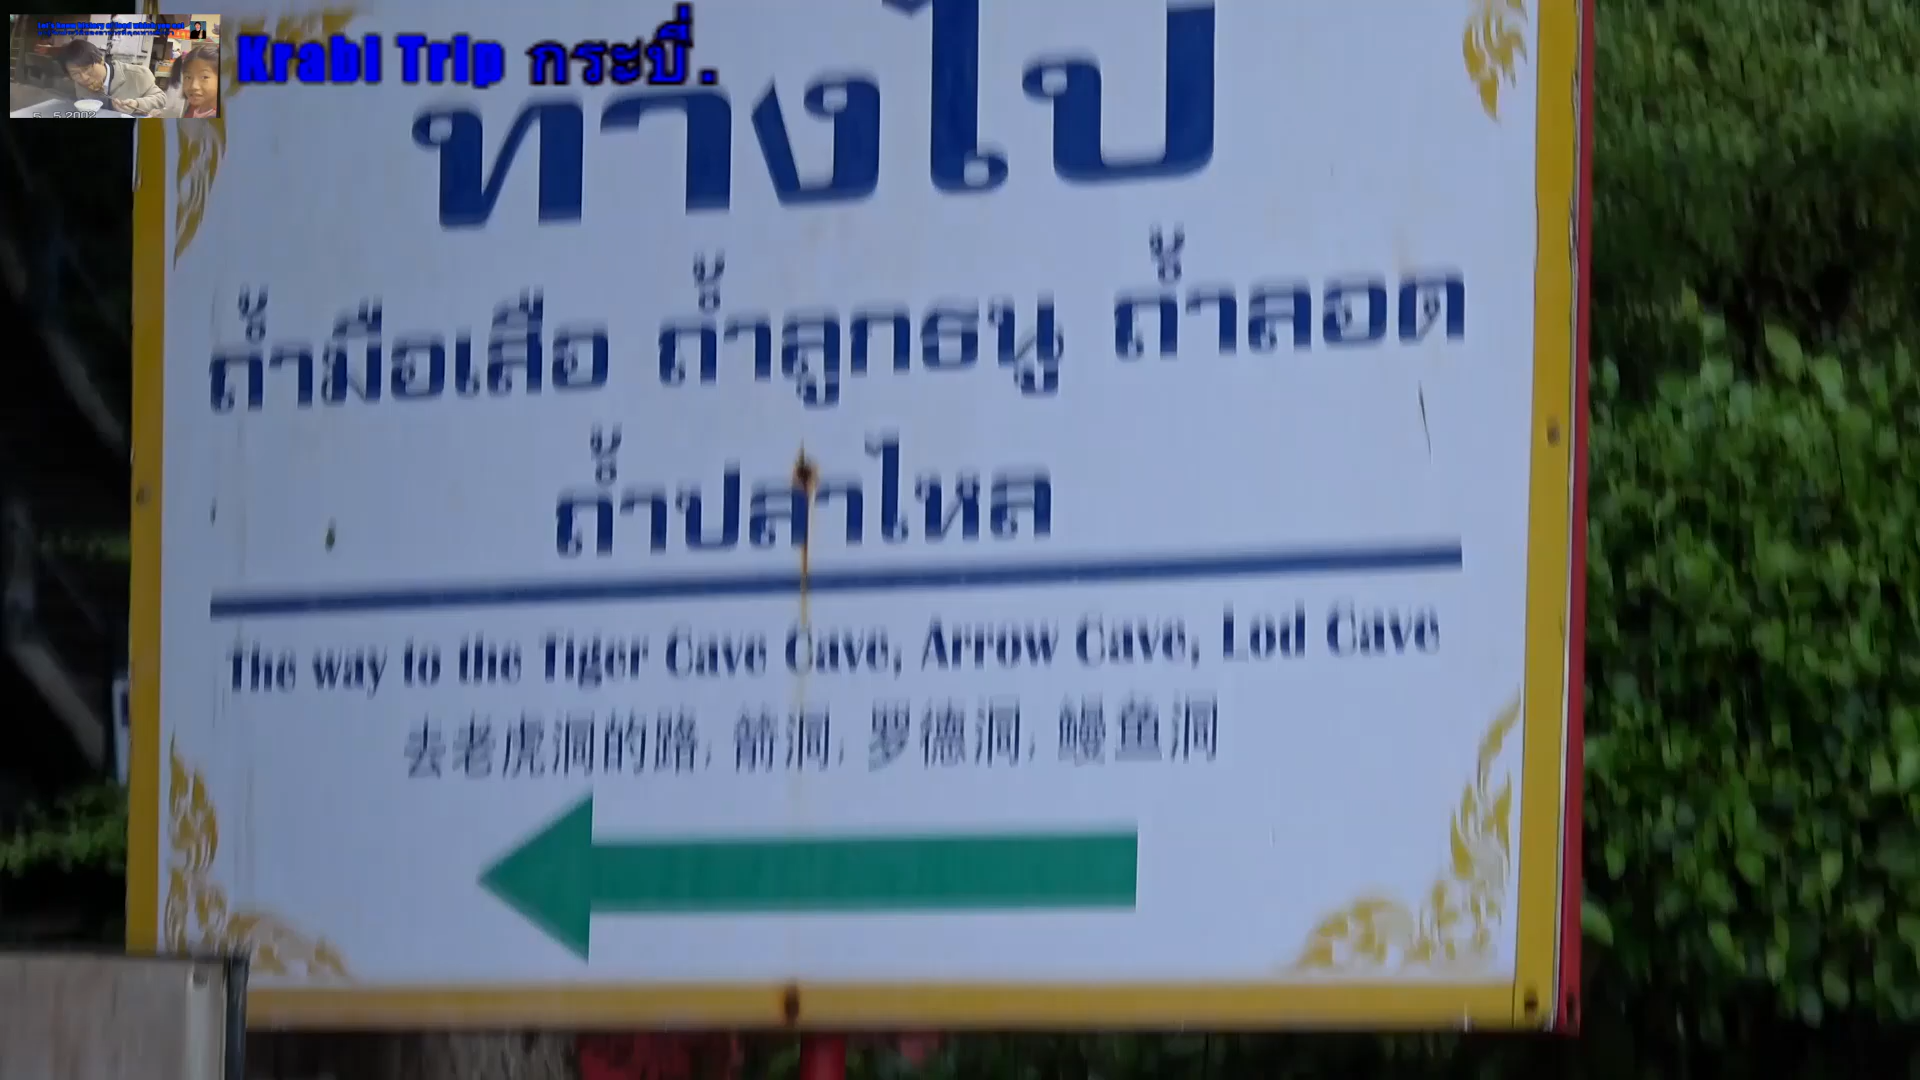 Krabi Trip กระบี่.
ทางไป
ถ้ำมือเสือ ถ้ำลูกธนู ถ้ำลอด
ถ้ำปลาไหล
The way to the Tiger Cave Cave, Arrow Cave, Lod Cave
去老虎洞的路, 箭洞, 罗德洞, 鳗鱼洞